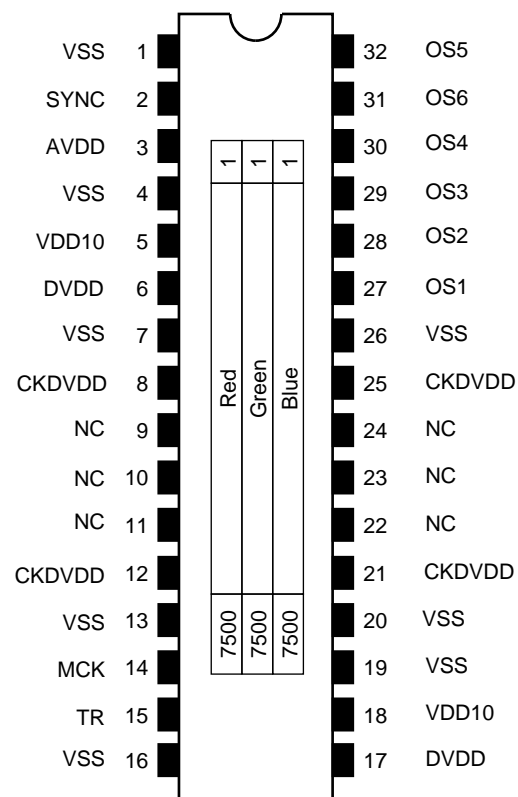 VSS 1 32 OS5
SYNC 2 31 OS6
AVDD 3 30 OS4
VSS 4 29 OS3
VDD10 5 28 OS2
DVDD 6 27 OS1
VSS 7 26 VSS
CKDVDD 8 25 CKDVDD
NC 9 24 NC
NC 10 23 NC
NC 11 22 NC
CKDVDD 12 21 CKDVDD
VSS 13 20 VSS
MCK 14 19 VSS
TR 15 18 VDD10
VSS 16 17 DVDD
1 1 1
Red Green Blue
7500 7500 7500